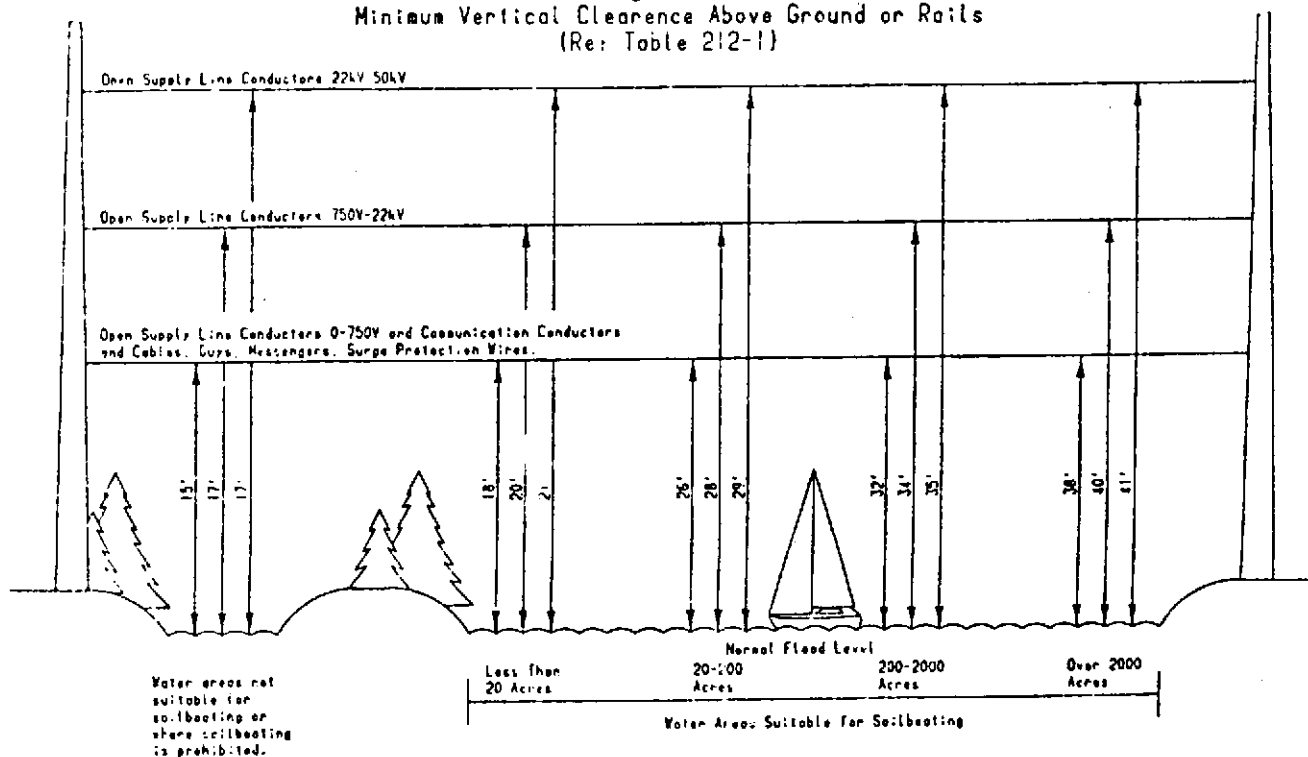 Minimum Vertical Clearence Above Ground or Rails
(Re: Table 212-1)
Open Supply Line Conductors 22kV 50kV
Open Supply Line Conductors 750V-22kV
Open Supply Line Conductors 0-750V and Communication Conductors
and Cables, Guys, Messengers, Surge Protection Wires.
15'
17'
17'
18'
20'
21
26'
28'
29'
32'
34'
35'
38'
40'
41'
Normal Flood Level
Less Than
20 Acres
20-200
Acres
200-2000
Acres
Over 2000
Acres
Water Areas Suitable for Sailboating
Water areas not
suitable for
sailboating or
where sailboating
is prohibited.